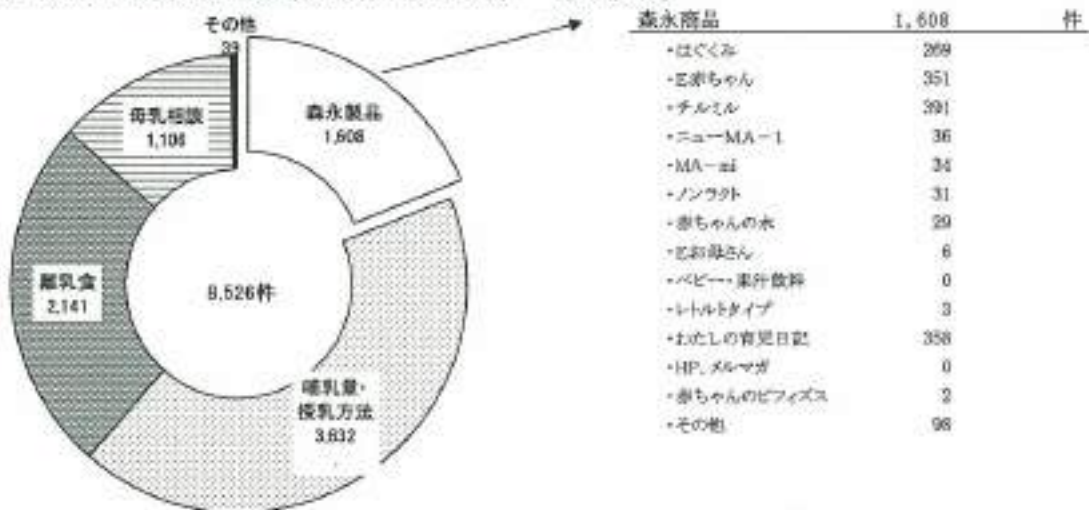 その他
39
森永製品
1,608
母乳相談
1,106
離乳食
2,141
8,526件
哺乳量・
授乳方法
3,632
森永商品 1,608 件
・はぐくみ 269
・E赤ちゃん 351
・チルミル 391
・ニューMA-1 36
・MA-mi 34
・ノンラクト 31
・赤ちゃんの水 29
・Eお母さん 6
・ベビー・果汁飲料 0
・レトルトタイプ 3
・わたしの育児日記 358
・HP、メルマガ 0
・赤ちゃんのビフィズス 2
・その他 98